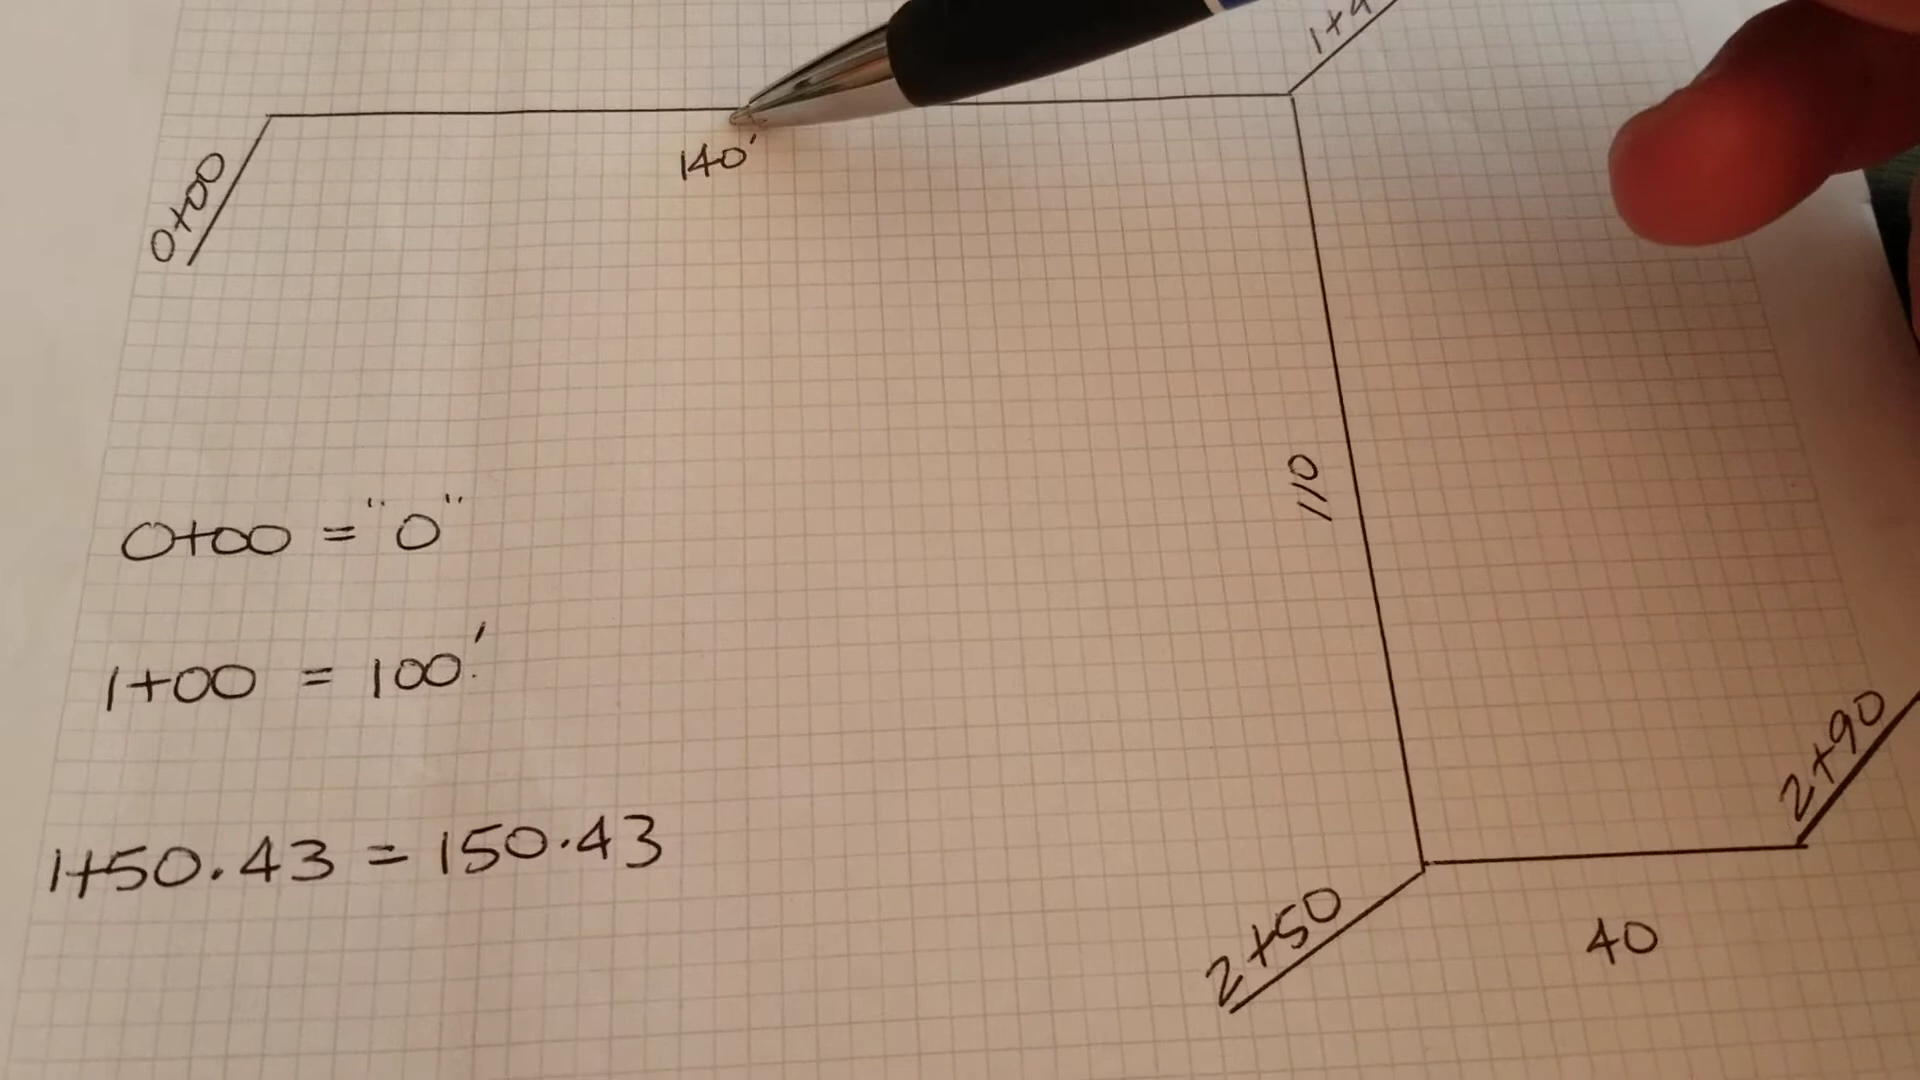 1+4
0+00
140'
110
0+00 = "0"
1+00 = 100.'
2+90
1+50.43 = 150.43
2+50
40